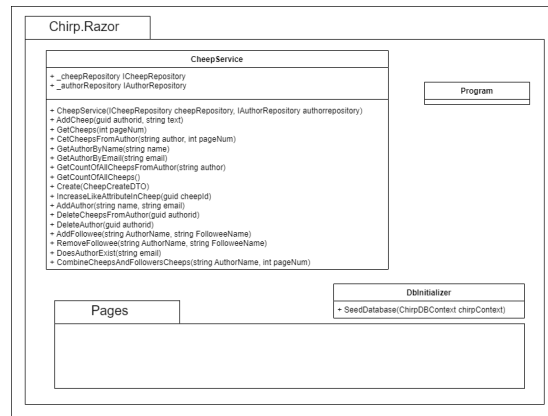 Chirp.Razor
CheepService
+ _cheepRepository ICheepRepository
+ _authorRepository IAuthorRepository
+ CheepService(ICheepRepository cheepRepository, IAuthorRepository authorrepository)
+ AddCheep(guid authorid, string text)
+ GetCheeps(int pageNum)
+ CetCheepsFromAuthor(string author, int pageNum)
+ GetAuthorByName(string name)
+ GetAuthorByEmail(string email)
+ GetCountOfAllCheepsFromAuthor(string author)
+ GetCountOfAllCheeps()
+ Create(CheepCreateDTO)
+ IncreaseLikeAttributeInCheep(guid cheepId)
+ AddAuthor(string name, string email)
+ DeleteCheepsFromAuthor(guid authorid)
+ DeleteAuthor(guid authorid)
+ AddFollowee(string AuthorName, string FolloweeName)
+ RemoveFollowee(string AuthorName, string FolloweeName)
+ DoesAuthorExist(string email)
+ CombineCheepsAndFollowersCheeps(string AuthorName, int pageNum)
Program
DbInitializer
+ SeedDatabase(ChirpDBContext chirpContext)
Pages